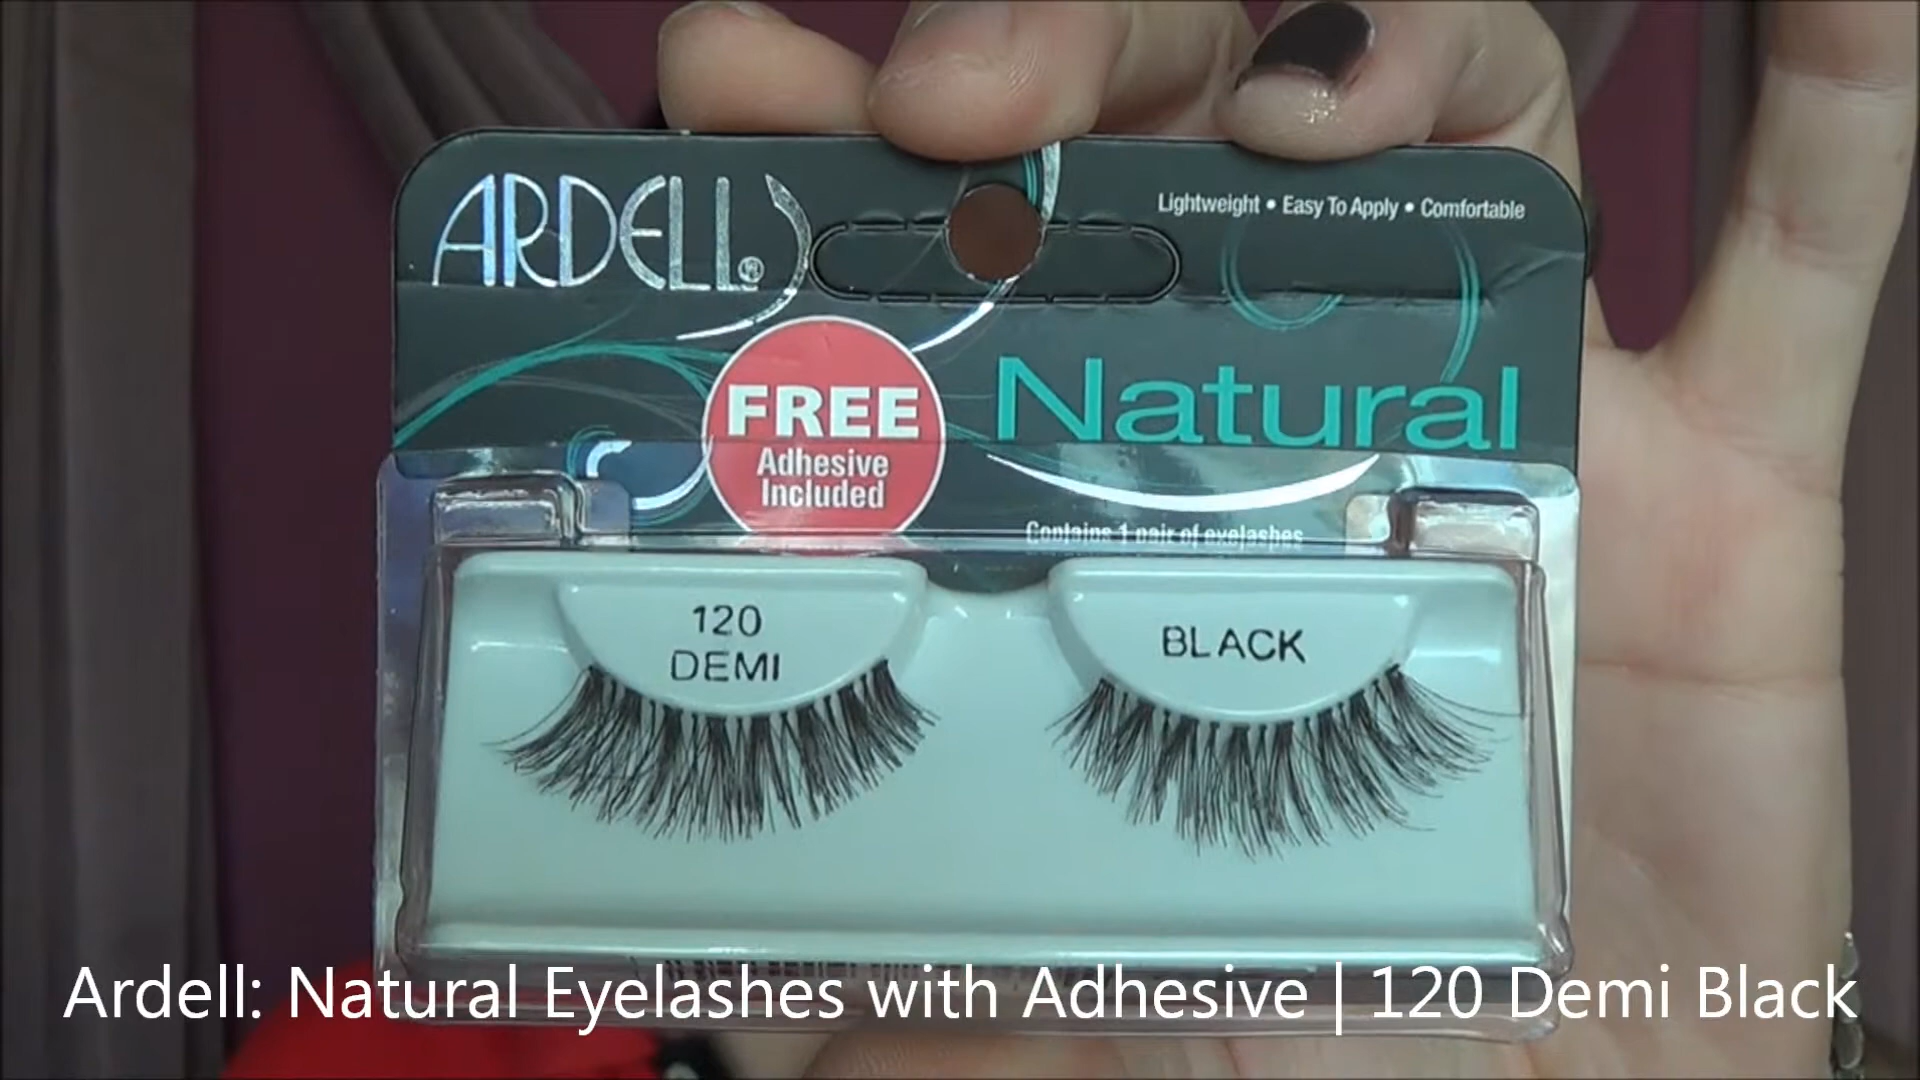 ARDELL®
Lightweight • Easy To Apply • Comfortable
FREE
Adhesive
Included
Natural
Contains 1 pair of eyelashes
120
DEMI
BLACK
Ardell: Natural Eyelashes with Adhesive | 120 Demi Black